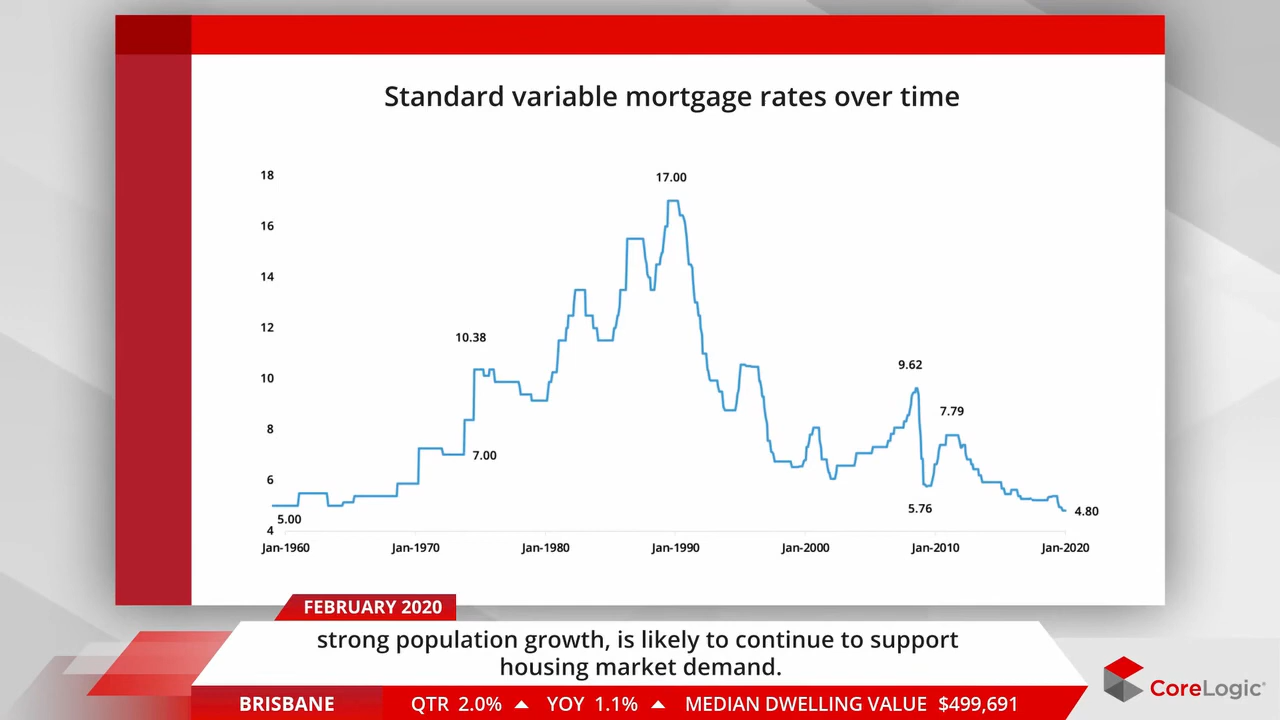 Standard variable mortgage rates over time
18
17.00
16
14
12
10.38
10
9.62
8
7.79
7.00
6
5.76
5.00
4.80
4
Jan-1960
Jan-1970
Jan-1980
Jan-1990
Jan-2000
Jan-2010
Jan-2020
FEBRUARY 2020
strong population growth, is likely to continue to support
housing market demand.
CoreLogic®
BRISBANE QTR 2.0% ▲ YOY 1.1% ▲ MEDIAN DWELLING VALUE $499,691